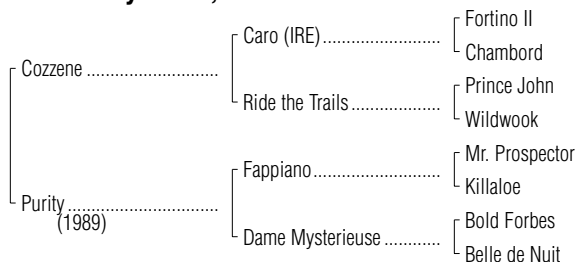 Fortino II
Caro (IRE)
Chambord
Cozzene
Prince John
Ride the Trails
Wildwook
Mr. Prospector
Fappiano
Killaloe
Purity
(1989)
Bold Forbes
Dame Mysterieuse
Belle de Nuit